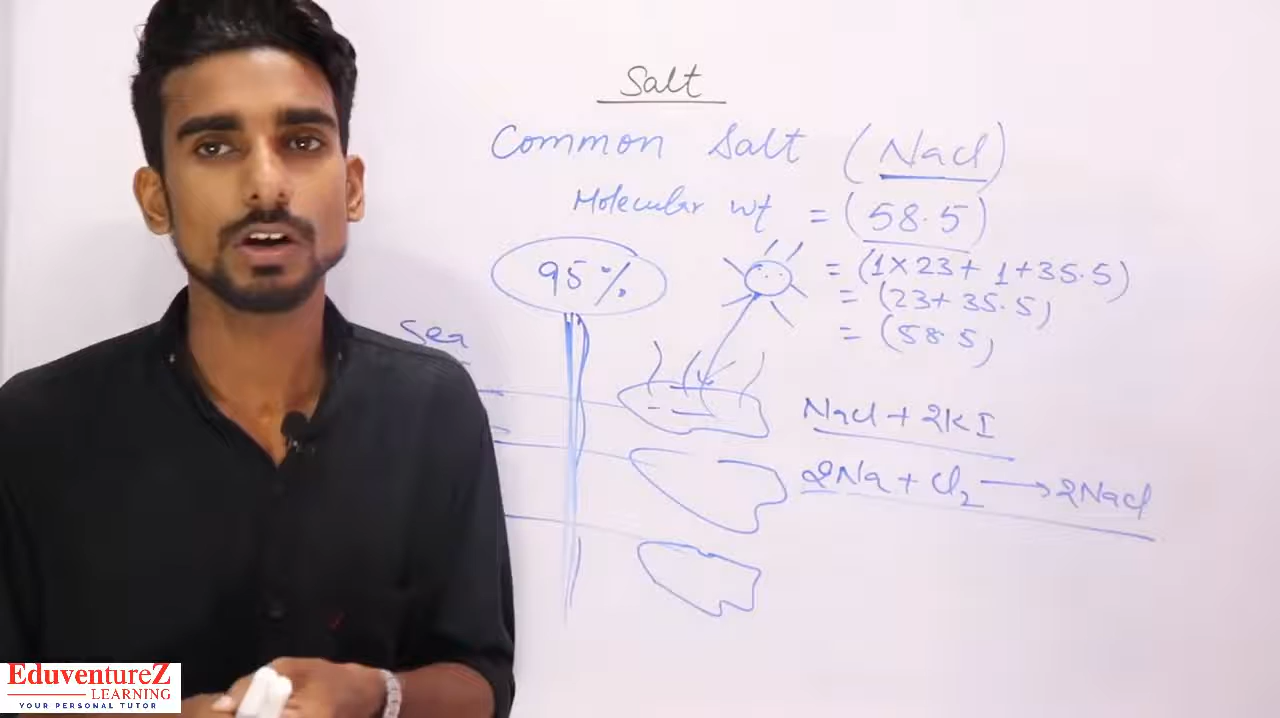 Salt
Common Salt (Nacl)
Molecular wt = (58.5)
95%
= (1×23+ 1+35.5)
= (23+ 35.5)
= (58.5)
Sea
Nacl + 2KI
2Na + Cl2 → 2Nacl
EduventureZ
LEARNING
YOUR PERSONAL TUTOR